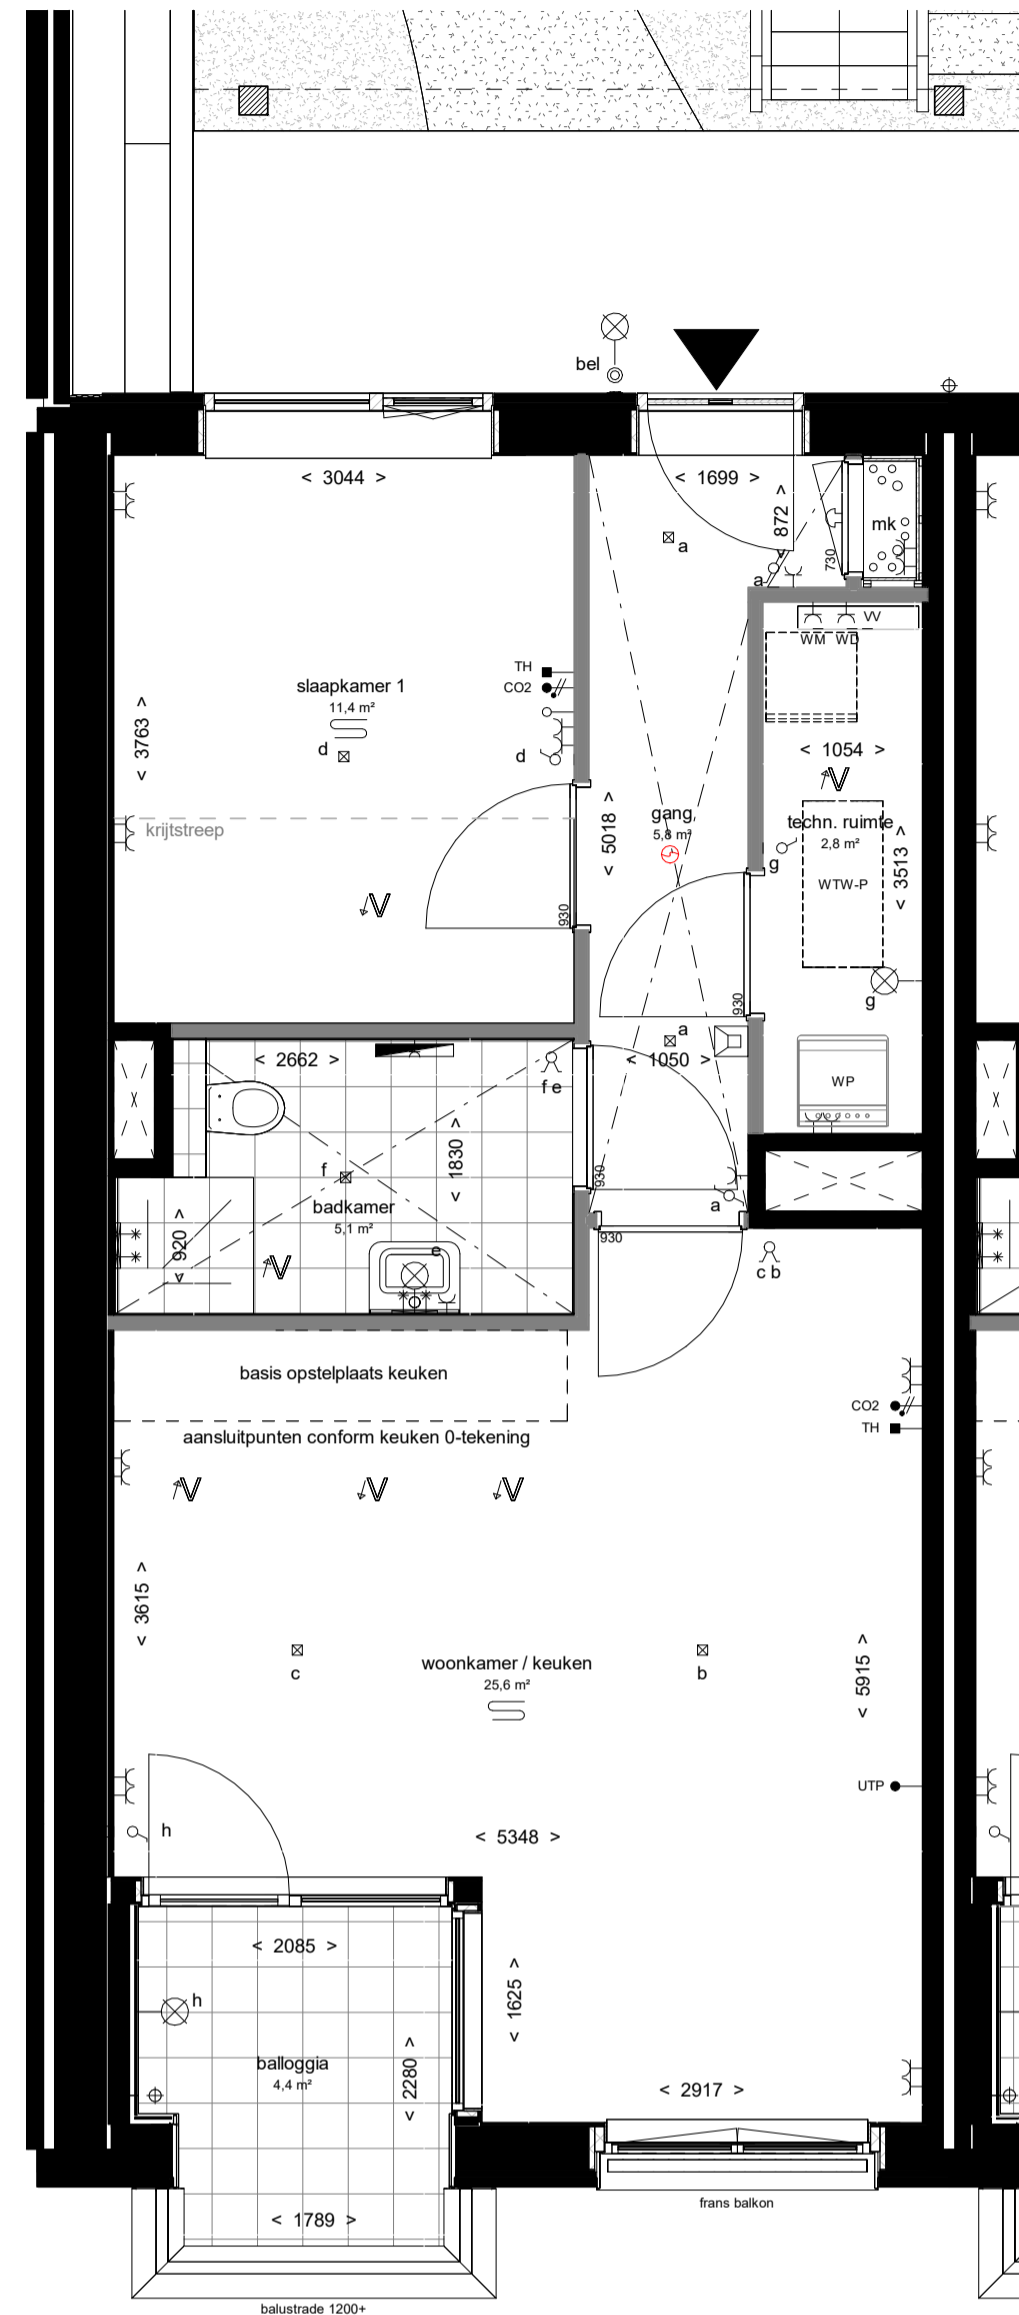 bel
< 3044 >
< 1699 >
< 872 >
mk
a
730
a
VV
WM WD
TH
CO2
slaapkamer 1
11,4 m²
d
d
< 3763 >
< 1054 >
V
krijtstreep
< 5018 >
gang
5,8 m²
techn. ruimte
2,8 m²
g
WTW-P
< 3513 >
V
930
930
g
a
< 2662 >
f e
< 1050 >
WP
< 1830 >
f
badkamer
5,1 m²
930
a
< 920 >
V
e
930
c b
basis opstelplaats keuken
CO2
TH
aansluitpunten conform keuken 0-tekening
V
V
V
< 3615 >
c
woonkamer / keuken
25,6 m²
b
< 5915 >
UTP
h
< 5348 >
< 2085 >
h
< 1625 >
balloggia
4,4 m²
< 2280 >
< 2917 >
frans balkon
< 1789 >
balustrade 1200+